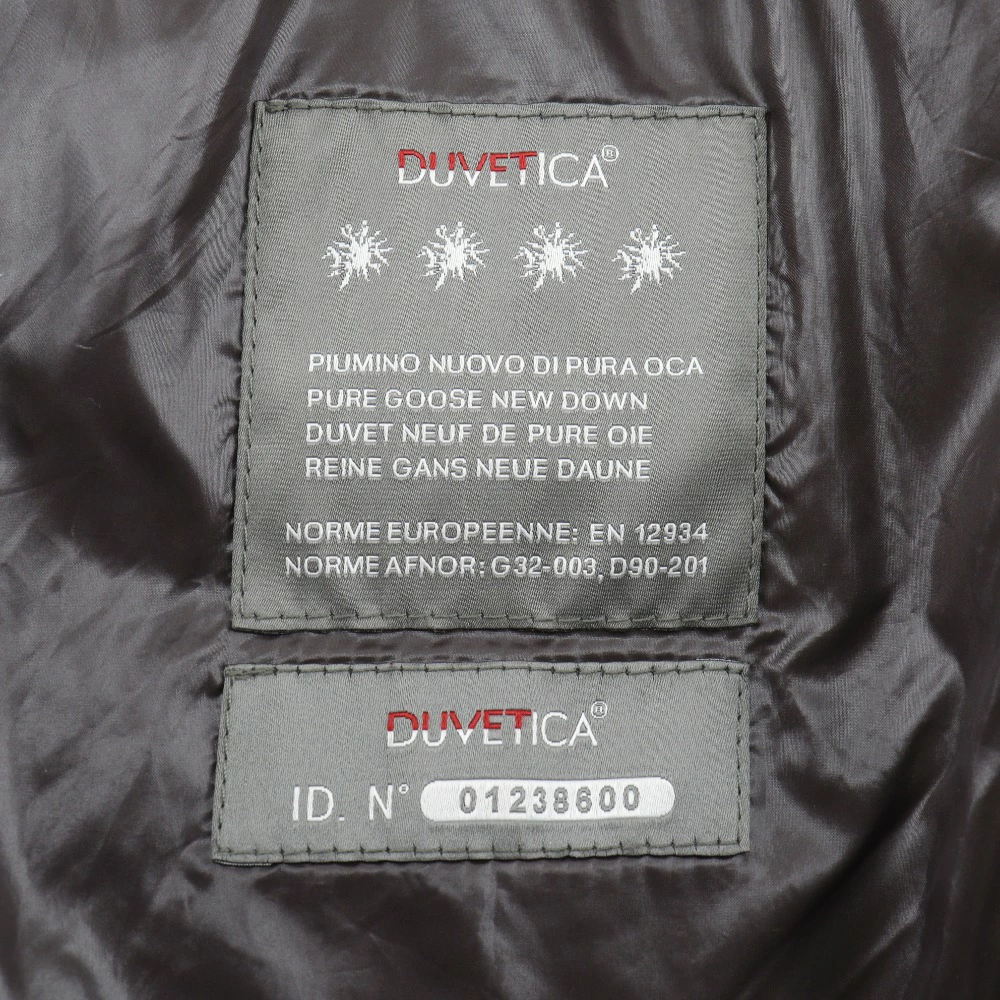 DUVETICA®
PIUMINO NUOVO DI PURA OCA
PURE GOOSE NEW DOWN
DUVET NEUF DE PURE OIE
REINE GANS NEUE DAUNE
NORME EUROPEENNE: EN 12934
NORME AFNOR: G32-003, D90-201
DUVETICA®
ID. N° 01238600